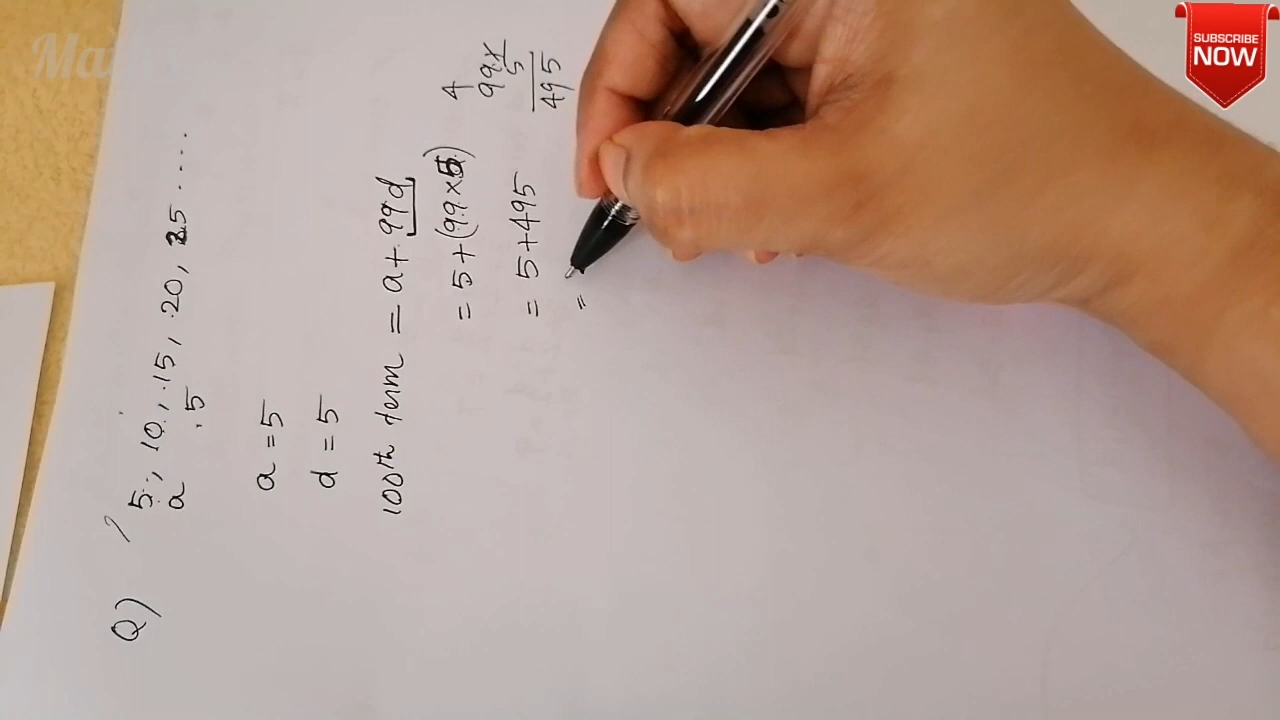 Q) 5, 10, 15, 20, 25 ....
a 5
a = 5
d = 5
100th term = a + 99d
= 5 + (99 × 5)
= 5 + 495
=
4
99 ×
5
495
SUBSCRIBE
NOW